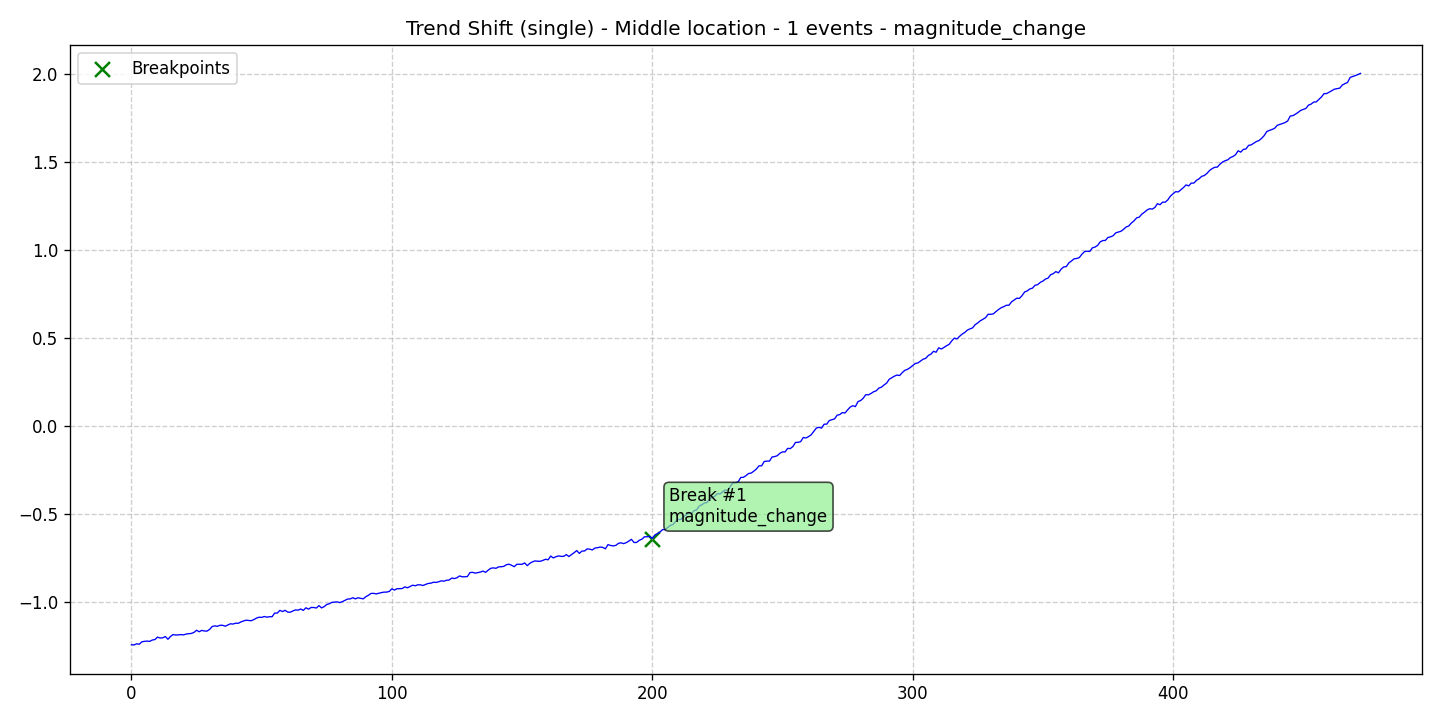 Trend Shift (single) - Middle location - 1 events - magnitude_change
Breakpoints
2.0
1.5
1.0
0.5
0.0
−0.5
−1.0
Break #1
magnitude_change
0 100 200 300 400